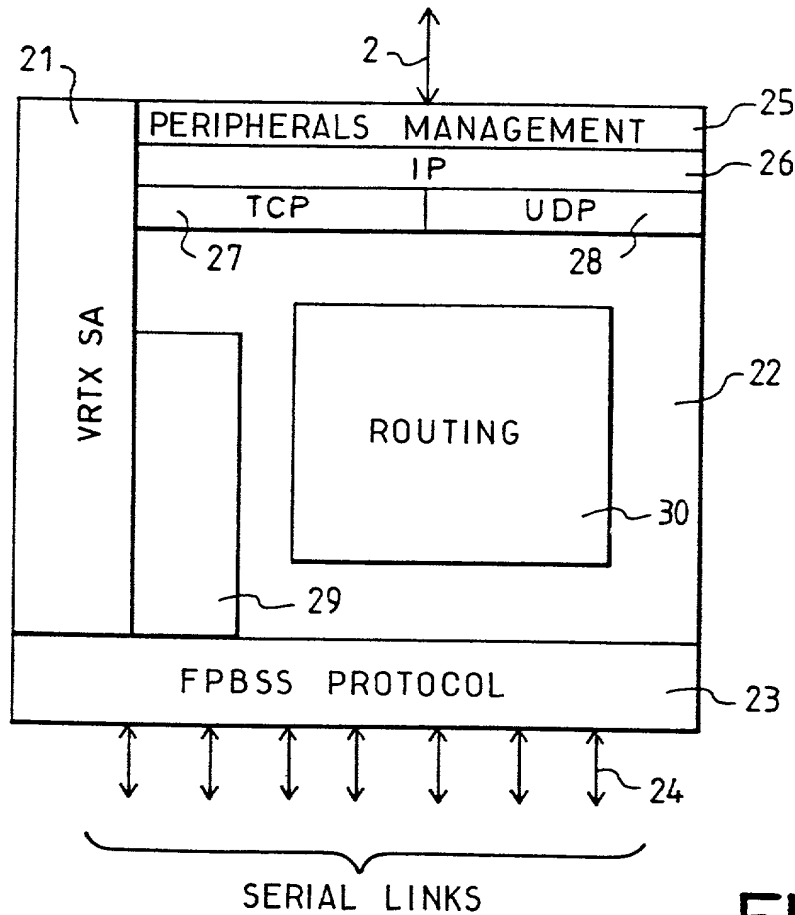 2
21
PERIPHERALS MANAGEMENT
25
IP
26
TCP
UDP
27
28
VRTX SA
22
ROUTING
30
29
FPBSS PROTOCOL
23
24
SERIAL LINKS